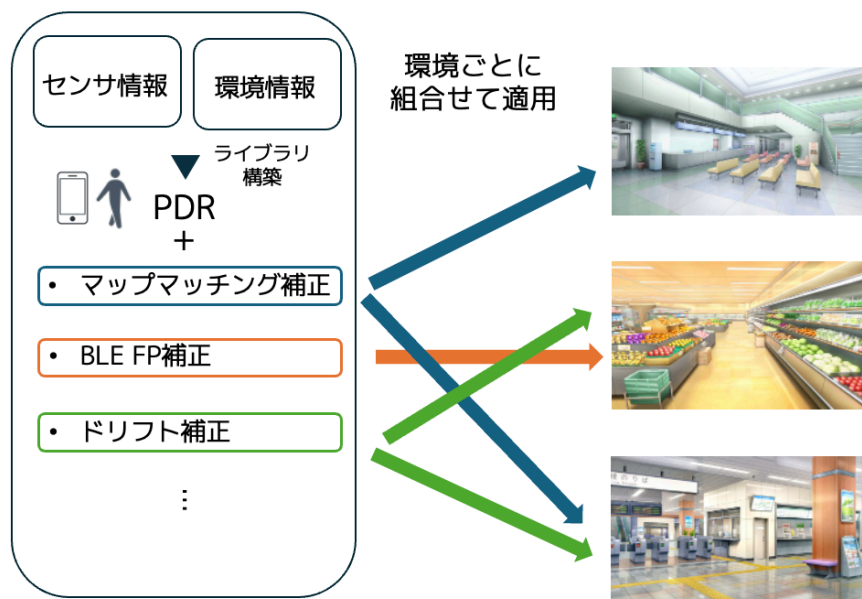 センサ情報
環境情報
ライブラリ
構築
PDR
+
• マップマッチング補正
• BLE FP補正
• ドリフト補正
⋮
環境ごとに
組合せて適用